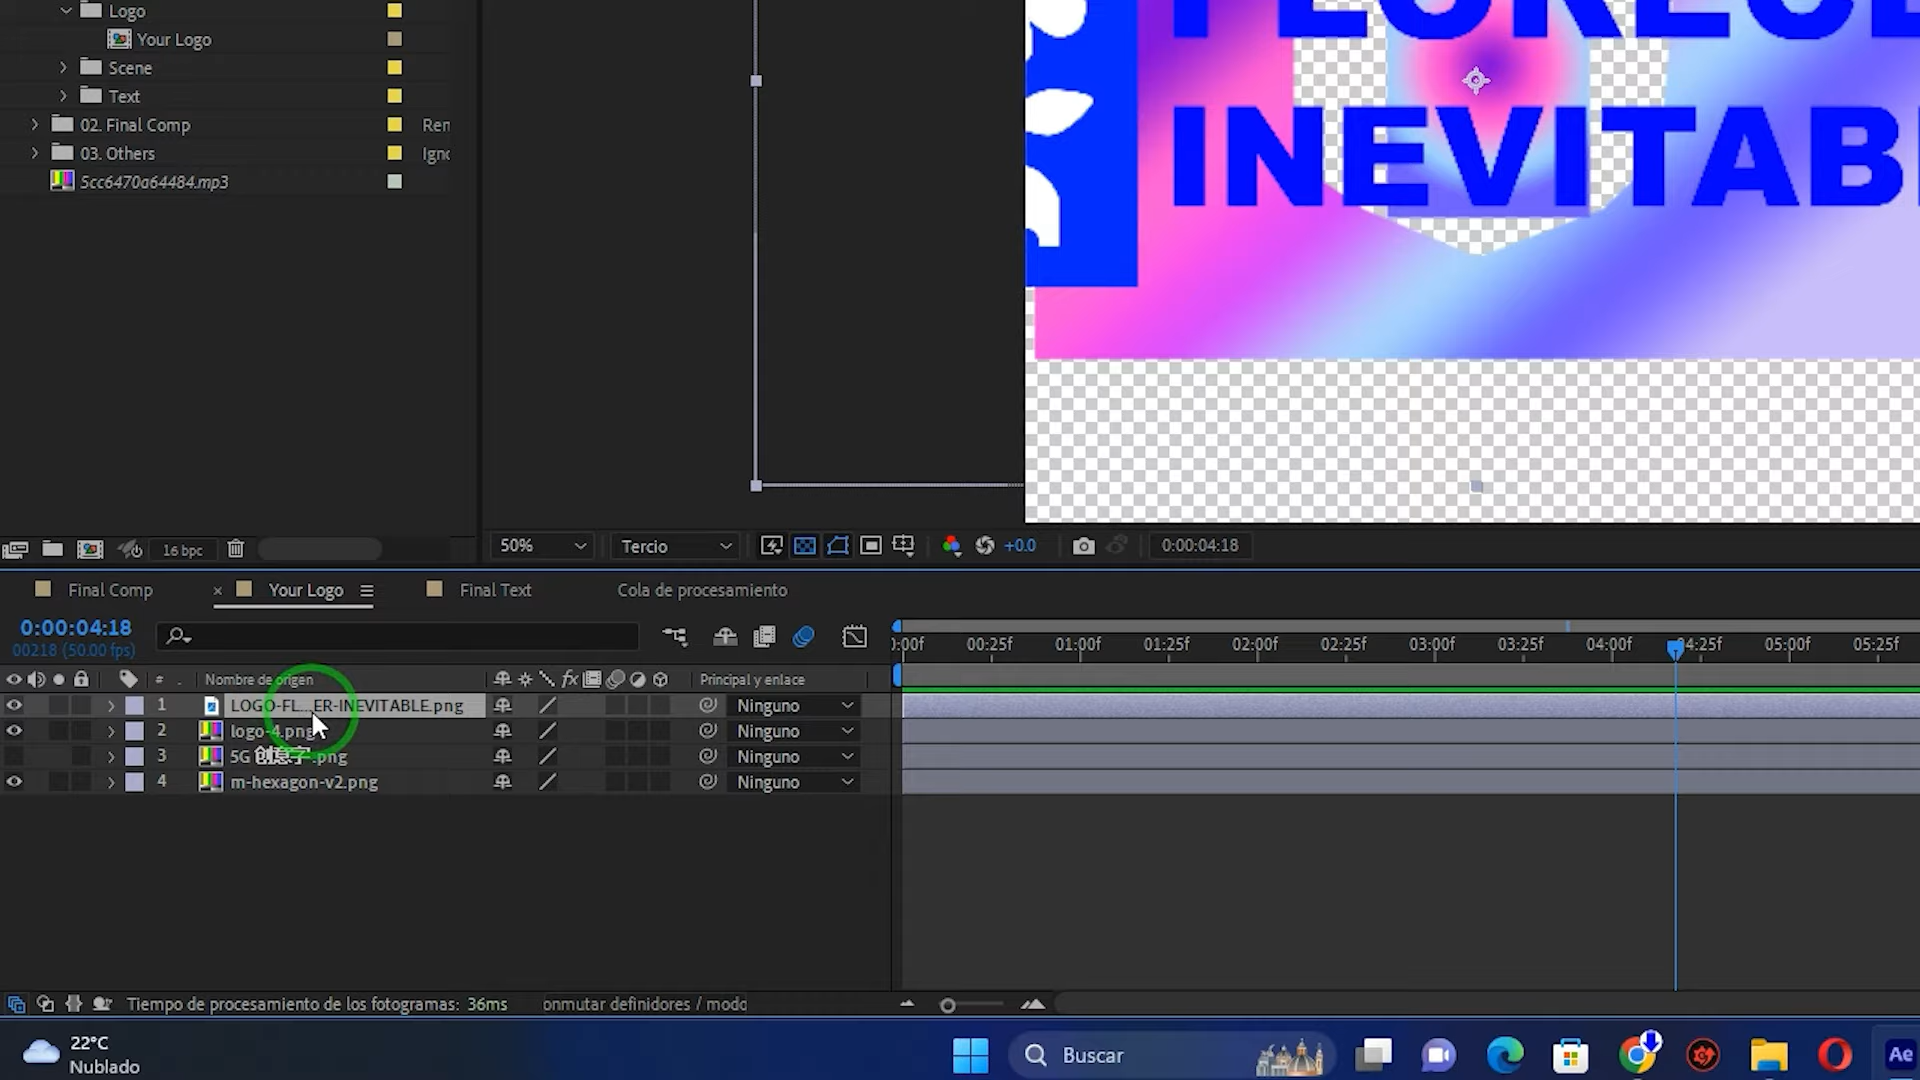 Logo
Your Logo
Scene
Text
02. Final Comp
Ren
03. Others
Igno
5cc6470a64484.mp3
INEVITAB
16 bpc
50%
Tercio
+0.0
0:00:04:18
Final Comp
× Your Logo
Final Text
Cola de procesamiento
0:00:04:18
00218 (50.00 fps)
:00f 00:25f 01:00f 01:25f 02:00f 02:25f 03:00f 03:25f 04:00f 04:25f 05:00f 05:25f
# . Nombre de origen
fx
Principal y enlace
1 LOGO-FL...ER-INEVITABLE.png Ninguno
2 logo-4.png Ninguno
3 5G 创意字 .png Ninguno
4 m-hexagon-v2.png Ninguno
Tiempo de procesamiento de los fotogramas: 36ms
onmutar definidores / modo
22°C
Nublado
Buscar
Ae